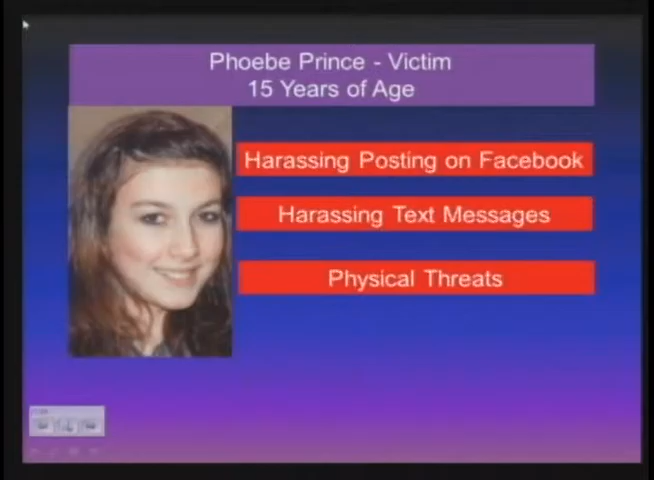 Phoebe Prince - Victim
15 Years of Age
Harassing Posting on Facebook
Harassing Text Messages
Physical Threats